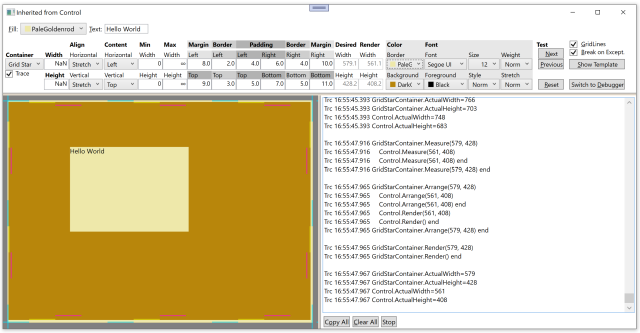 Inherited from Control
Fill: PaleGoldenrod Text: Hello World
Align Content Min Max Margin Border Padding Border Margin Desired Render Color Font Test GridLines
Container Width Horizontal Horizontal Width Width Left Left Left Right Right Right Width Width Border Font Size Weight Next Break on Except.
Grid Star NaN Stretch Left 0 ∞ 8.0 2.0 4.0 6.0 4.0 10.0 579.1 561.1 PaleG Segoe UI 12 Norm Previous Show Template
Trace Height Vertical Vertical Height Height Top Top Top Bottom Bottom Bottom Height Height Background Foreground Style Stretch
NaN Stretch Top 0 ∞ 9.0 3.0 5.0 7.0 5.0 11.0 428.2 408.2 Dark Black Norm Norm Reset Switch to Debugger
Hello World
Trc 16:55:45.393 GridStarContainer.ActualWidth=766
Trc 16:55:45.393 GridStarContainer.ActualHeight=703
Trc 16:55:45.393 Control.ActualWidth=748
Trc 16:55:45.393 Control.ActualHeight=683
Trc 16:55:47.916 GridStarContainer.Measure(579, 428)
Trc 16:55:47.916 Control.Measure(561, 408)
Trc 16:55:47.916 Control.Measure(561, 408) end
Trc 16:55:47.916 GridStarContainer.Measure(579, 428) end
Trc 16:55:47.965 GridStarContainer.Arrange(579, 428)
Trc 16:55:47.965 Control.Arrange(561, 408)
Trc 16:55:47.965 Control.Arrange(561, 408) end
Trc 16:55:47.965 Control.Render(561, 408)
Trc 16:55:47.965 Control.Render() end
Trc 16:55:47.965 GridStarContainer.Arrange(579, 428) end
Trc 16:55:47.965 GridStarContainer.Render(579, 428)
Trc 16:55:47.965 GridStarContainer.Render() end
Trc 16:55:47.967 GridStarContainer.ActualWidth=579
Trc 16:55:47.967 GridStarContainer.ActualHeight=428
Trc 16:55:47.967 Control.ActualWidth=561
Trc 16:55:47.967 Control.ActualHeight=408
Copy All Clear All Stop